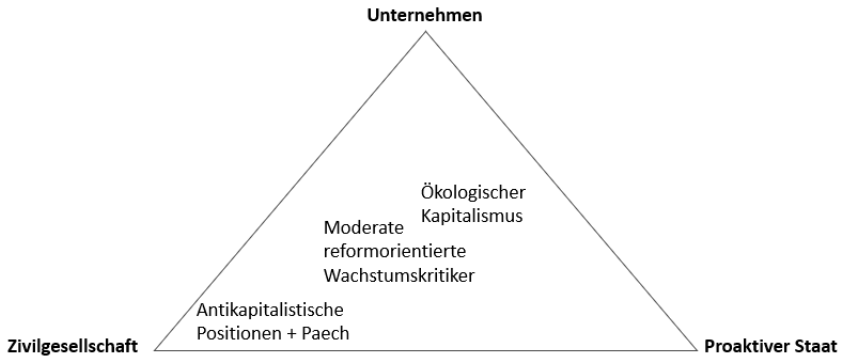 Unternehmen
Ökologischer
Kapitalismus
Moderate
reformorientierte
Wachstumskritiker
Antikapitalistische
Positionen + Paech
Zivilgesellschaft
Proaktiver Staat